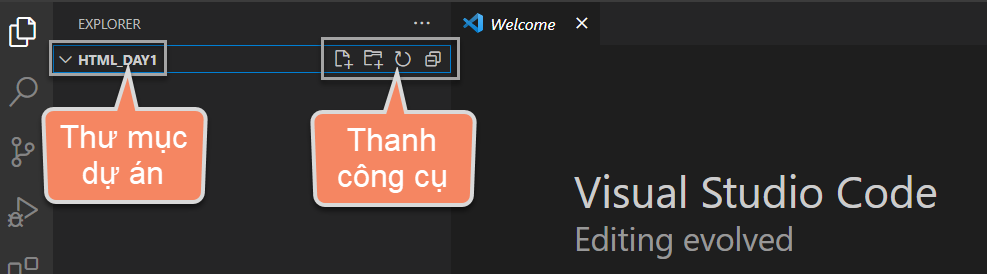 EXPLORER
Welcome
HTML_DAY1
Thư mục
dự án
Thanh
công cụ
Visual Studio Code
Editing evolved